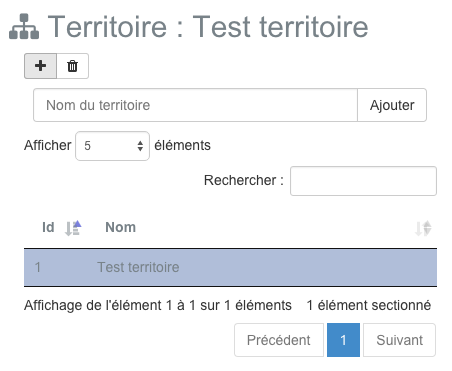 Territoire : Test territoire
Nom du territoire Ajouter
Afficher 5 éléments
Rechercher :
Id Nom
1 Test territoire
Affichage de l'élément 1 à 1 sur 1 éléments 1 élément sectionné
Précédent 1 Suivant